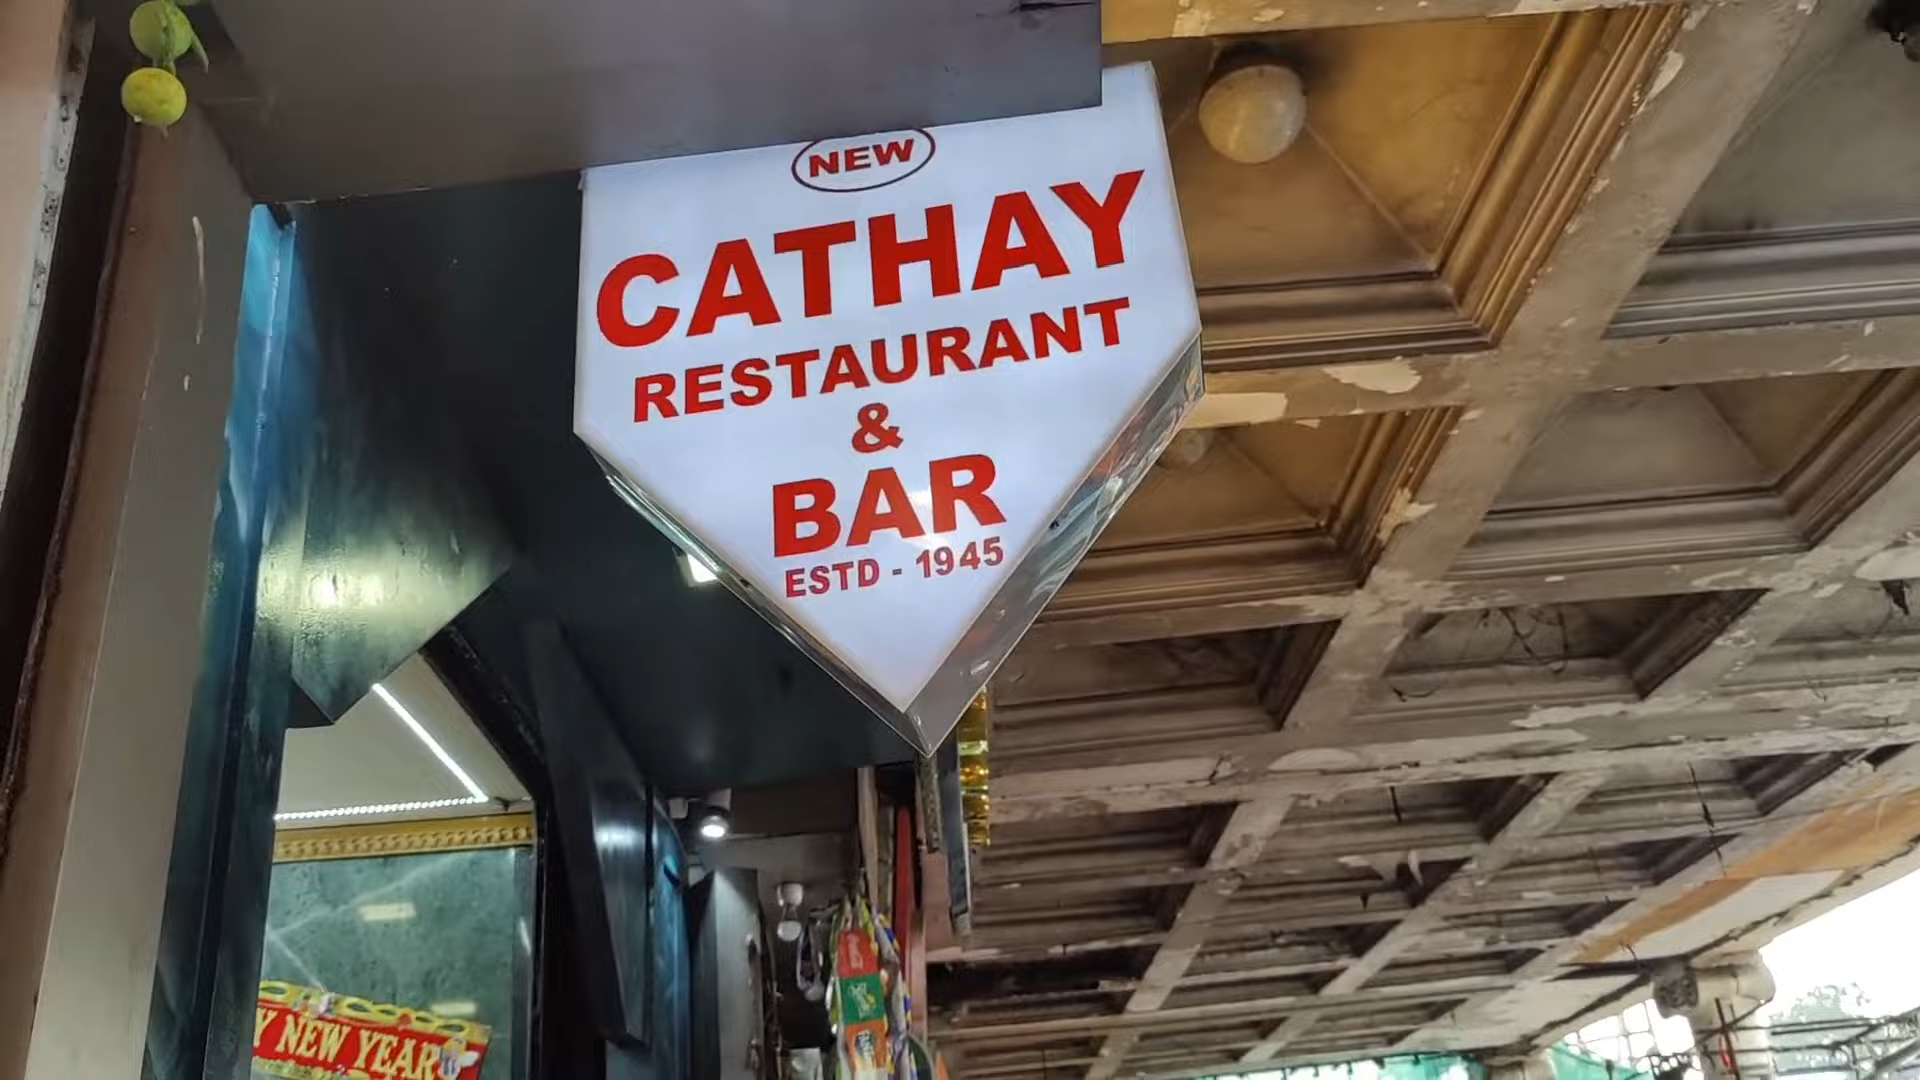 NEW
CATHAY
RESTAURANT
&
BAR
ESTD - 1945
Y NEW YEAR